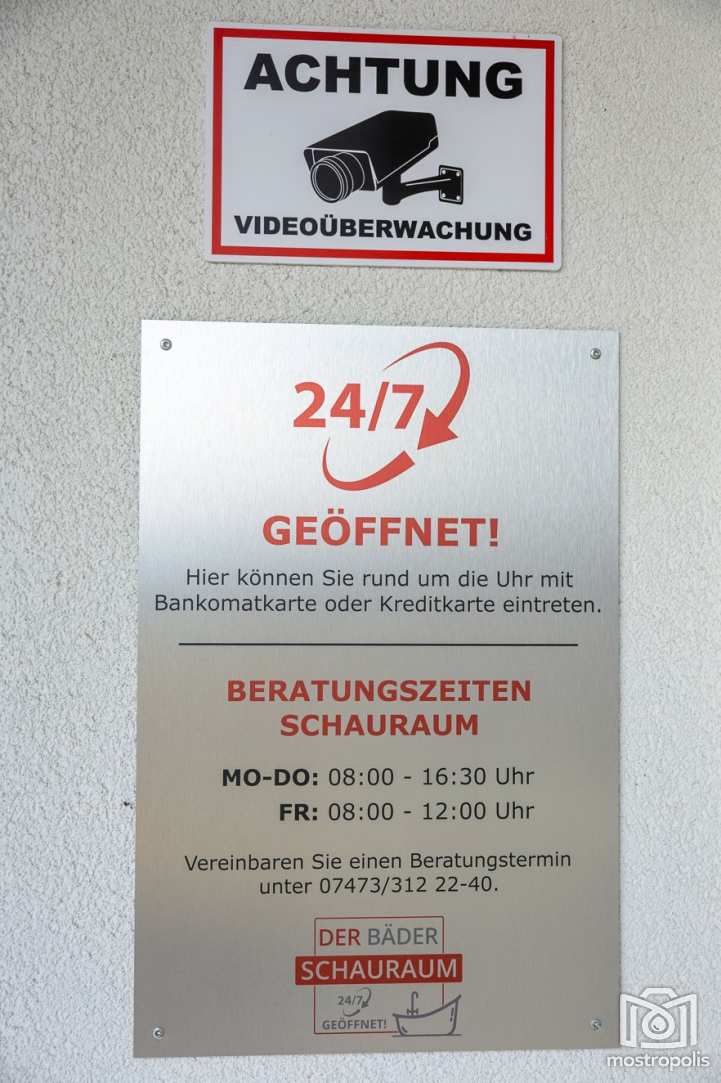 ACHTUNG
VIDEOÜBERWACHUNG
24/7
GEÖFFNET!
Hier können Sie rund um die Uhr mit
Bankomatkarte oder Kreditkarte eintreten.
BERATUNGSZEITEN
SCHAURAUM
MO-DO: 08:00 - 16:30 Uhr
FR: 08:00 - 12:00 Uhr
Vereinbaren Sie einen Beratungstermin
unter 07473/312 22-40.
DER BÄDER
SCHAURAUM
24/7
GEÖFFNET!
mostropolis